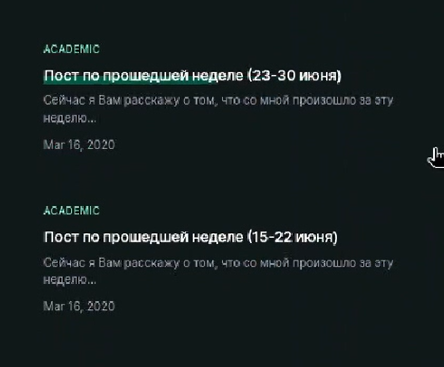 ACADEMIC
Пост по прошедшей неделе (23-30 июня)
Сейчас я Вам расскажу о том, что со мной произошло за эту
неделю...
Mar 16, 2020
ACADEMIC
Пост по прошедшей неделе (15-22 июня)
Сейчас я Вам расскажу о том, что со мной произошло за эту
неделю...
Mar 16, 2020